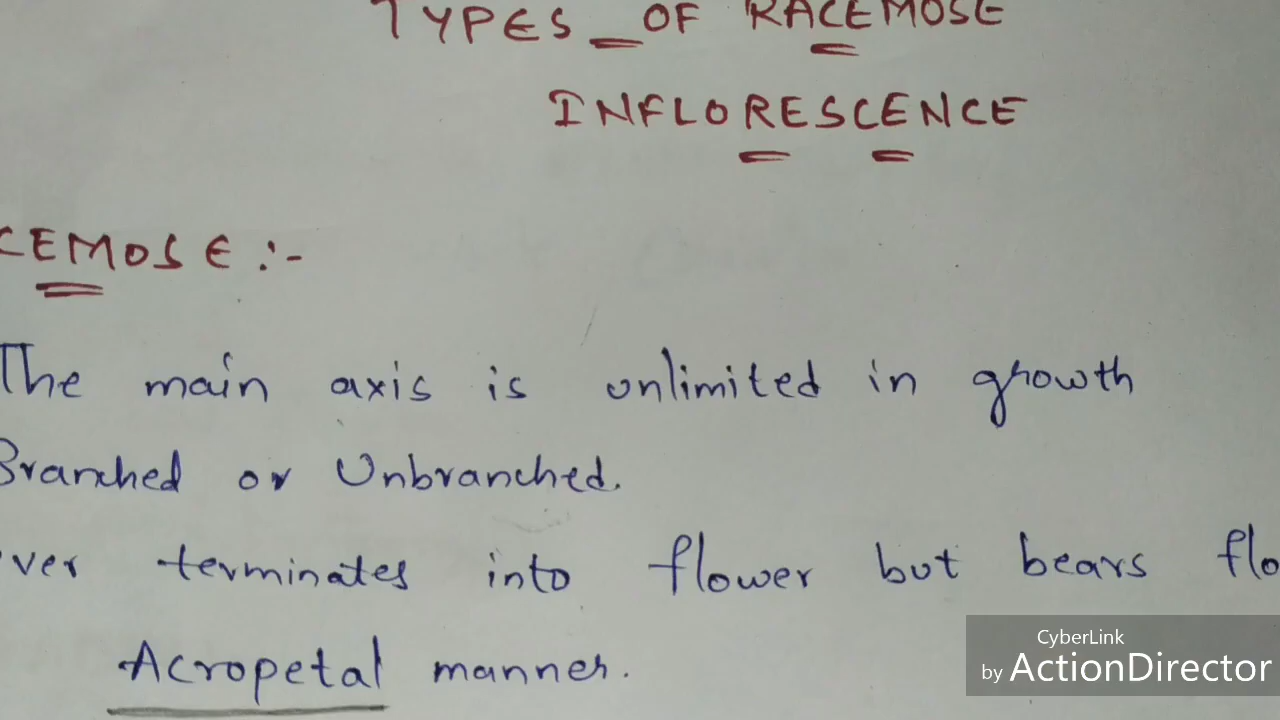 TYPES OF RACEMOSE
INFLORESCENCE
CEMOSE :-
The main axis is unlimited in growth
Branched or Unbranched.
ver terminates into flower but bears flo
Acropetal manner.
CyberLink
by ActionDirector